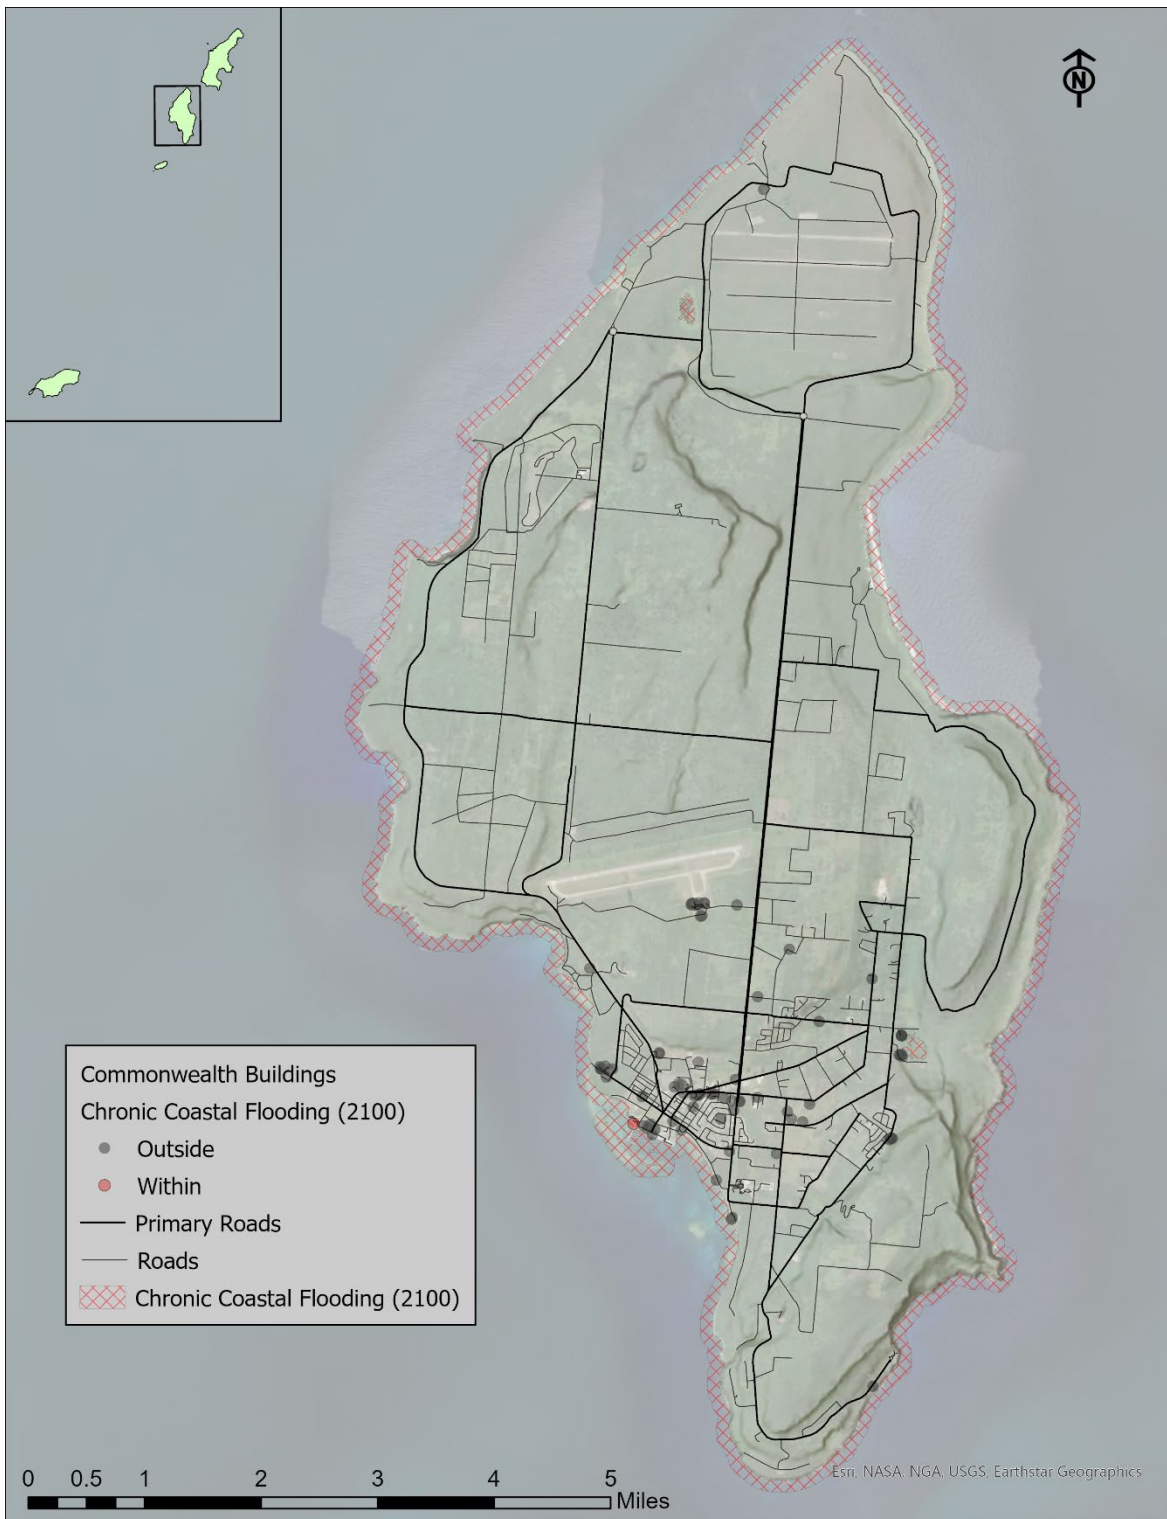 N
Commonwealth Buildings
Chronic Coastal Flooding (2100)
Outside
Within
Primary Roads
Roads
Chronic Coastal Flooding (2100)
0 0.5 1 2 3 4 5
Miles
Esri, NASA, NGA, USGS, Earthstar Geographics